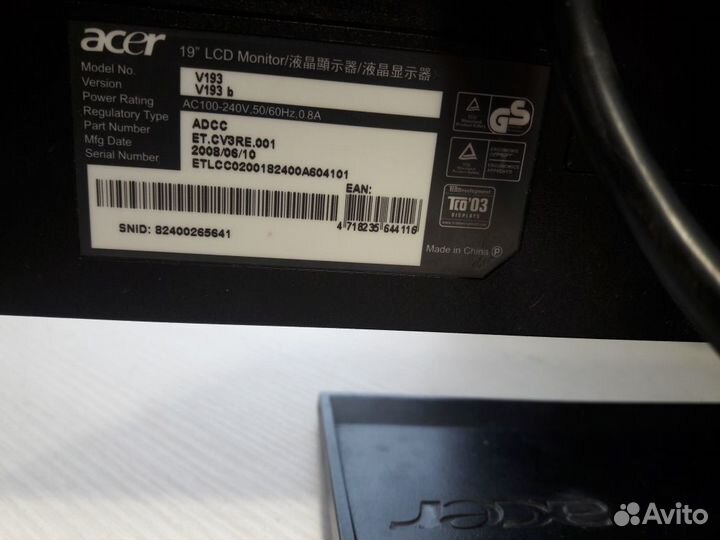 acer 19" LCD Monitor/液晶顯示器/液晶显示器
Model No. V193
Version V193 b
Power Rating AC100-240V,50/60Hz,0.8A
Regulatory Type ADCC
Part Number ET.CV3RE.001
Mfg Date 2008/06/10
Serial Number ETLCC0200182400A604101
EAN:
4 718235 644116
SNID: 82400265641
GS
TCO'03
DISPLAYS
Made in China P
acer
Avito